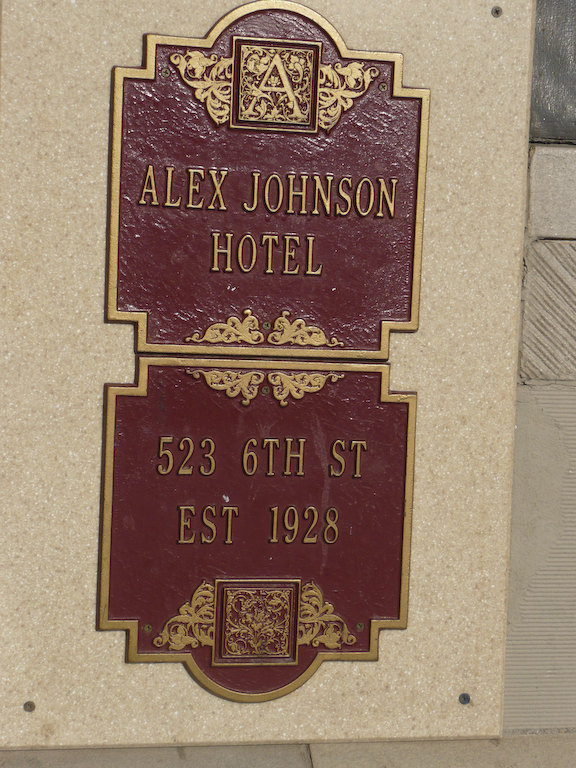 A
ALEX JOHNSON
HOTEL
523 6TH ST
EST 1928